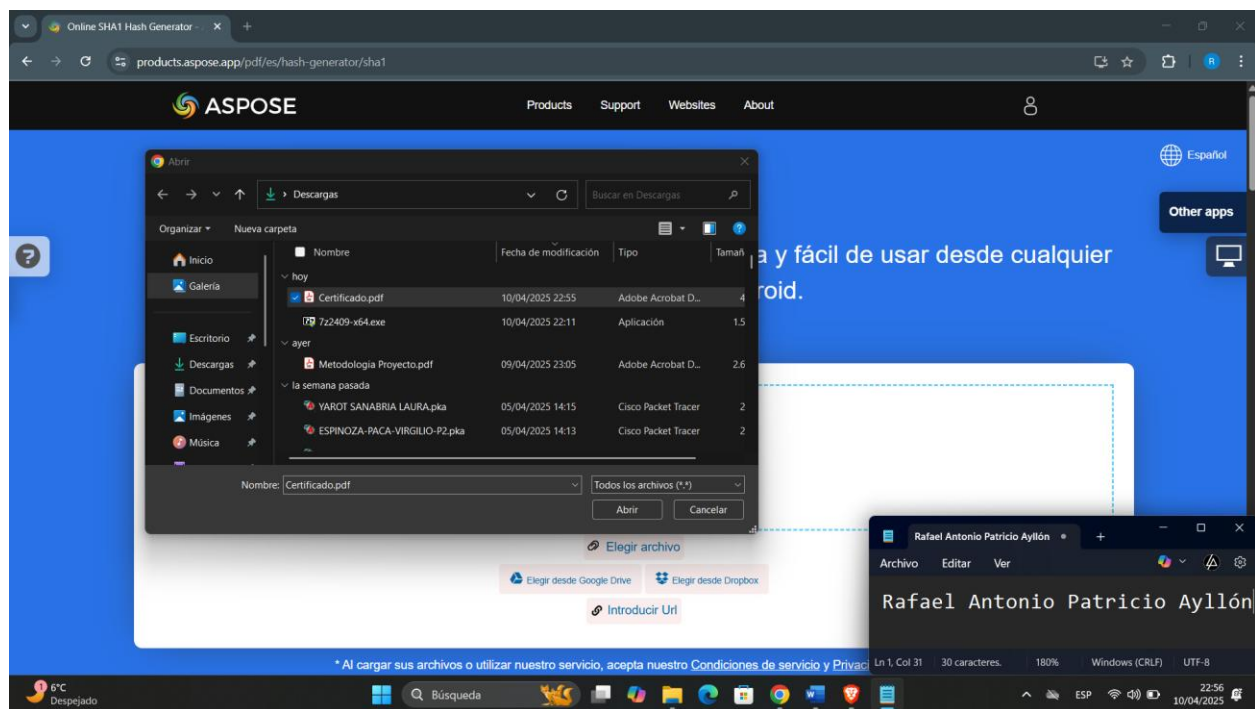 Online SHA1 Hash Generator -
products.aspose.app/pdf/es/hash-generator/sha1
R
ASPOSE
Products Support Websites About
Español
Other apps
a y fácil de usar desde cualquier
roid.
Abrir
Descargas
Buscar en Descargas
Organizar Nueva carpeta
Inicio
Galería
Escritorio
Descargas
Documentos
Imágenes
Música
Nombre Fecha de modificación Tipo Tamañ
hoy
Certificado.pdf 10/04/2025 22:55 Adobe Acrobat D... 4
7z2409-x64.exe 10/04/2025 22:11 Aplicación 1.5
ayer
Metodologia Proyecto.pdf 09/04/2025 23:05 Adobe Acrobat D... 2.6
la semana pasada
YAROT SANABRIA LAURA.pka 05/04/2025 14:15 Cisco Packet Tracer 2
ESPINOZA-PACA-VIRGILIO-P2.pka 05/04/2025 14:13 Cisco Packet Tracer 2
Nombre: Certificado.pdf Todos los archivos (*.*)
Abrir Cancelar
Elegir archivo
Elegir desde Google Drive Elegir desde Dropbox
Introducir Url
* Al cargar sus archivos o utilizar nuestro servicio, acepta nuestro Condiciones de servicio y Privaci
Rafael Antonio Patricio Ayllón
Archivo Editar Ver
Rafael Antonio Patricio Ayllón
Ln 1, Col 31 30 caracteres. 180% Windows (CRLF) UTF-8
1
6°C
Despejado
Búsqueda
ESP
22:56
10/04/2025